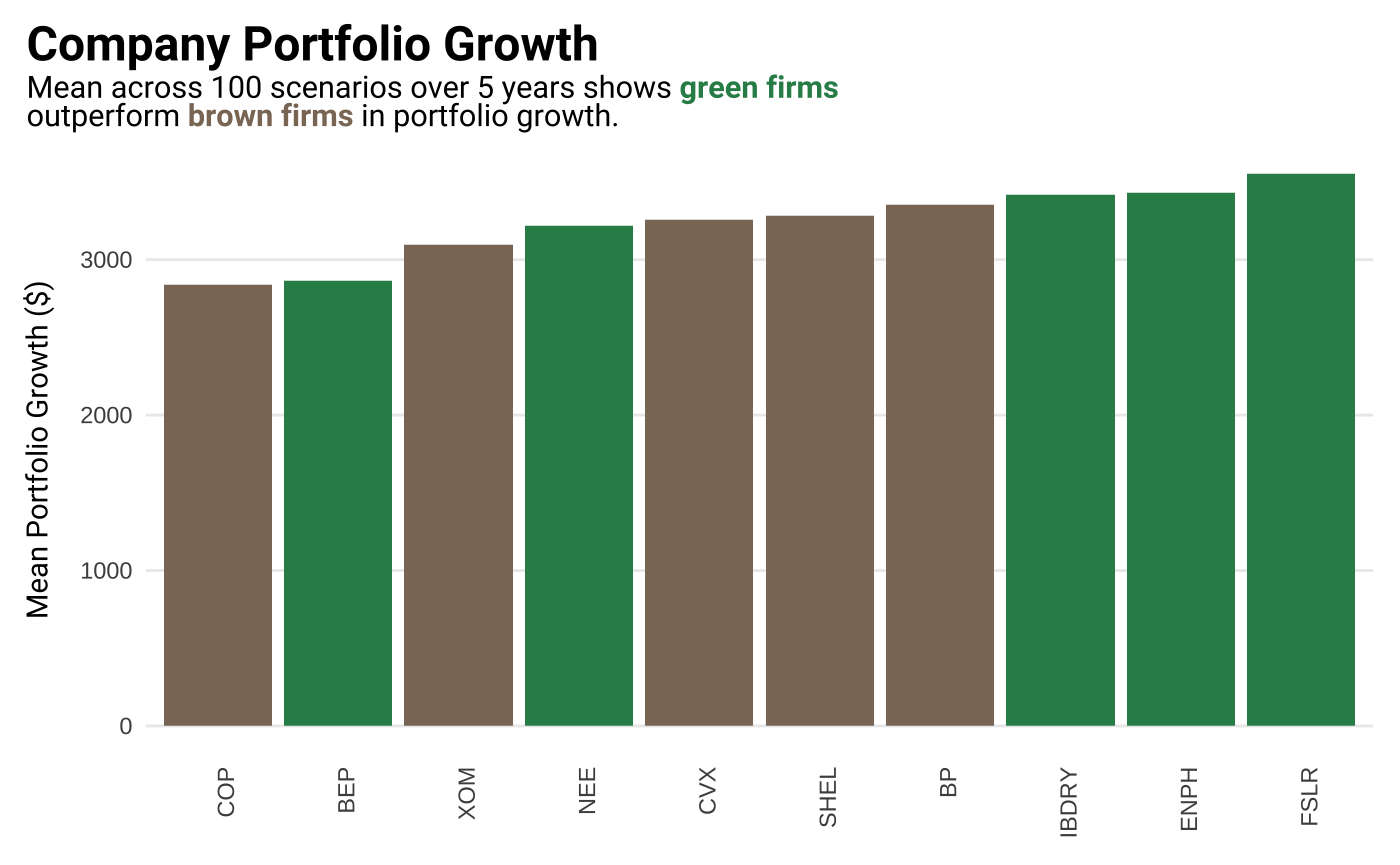 Company Portfolio Growth
Mean across 100 scenarios over 5 years shows green firms
outperform brown firms in portfolio growth.
Mean Portfolio Growth ($)
3000
2000
1000
0
COP
BEP
XOM
NEE
CVX
SHEL
BP
IBDRY
ENPH
FSLR